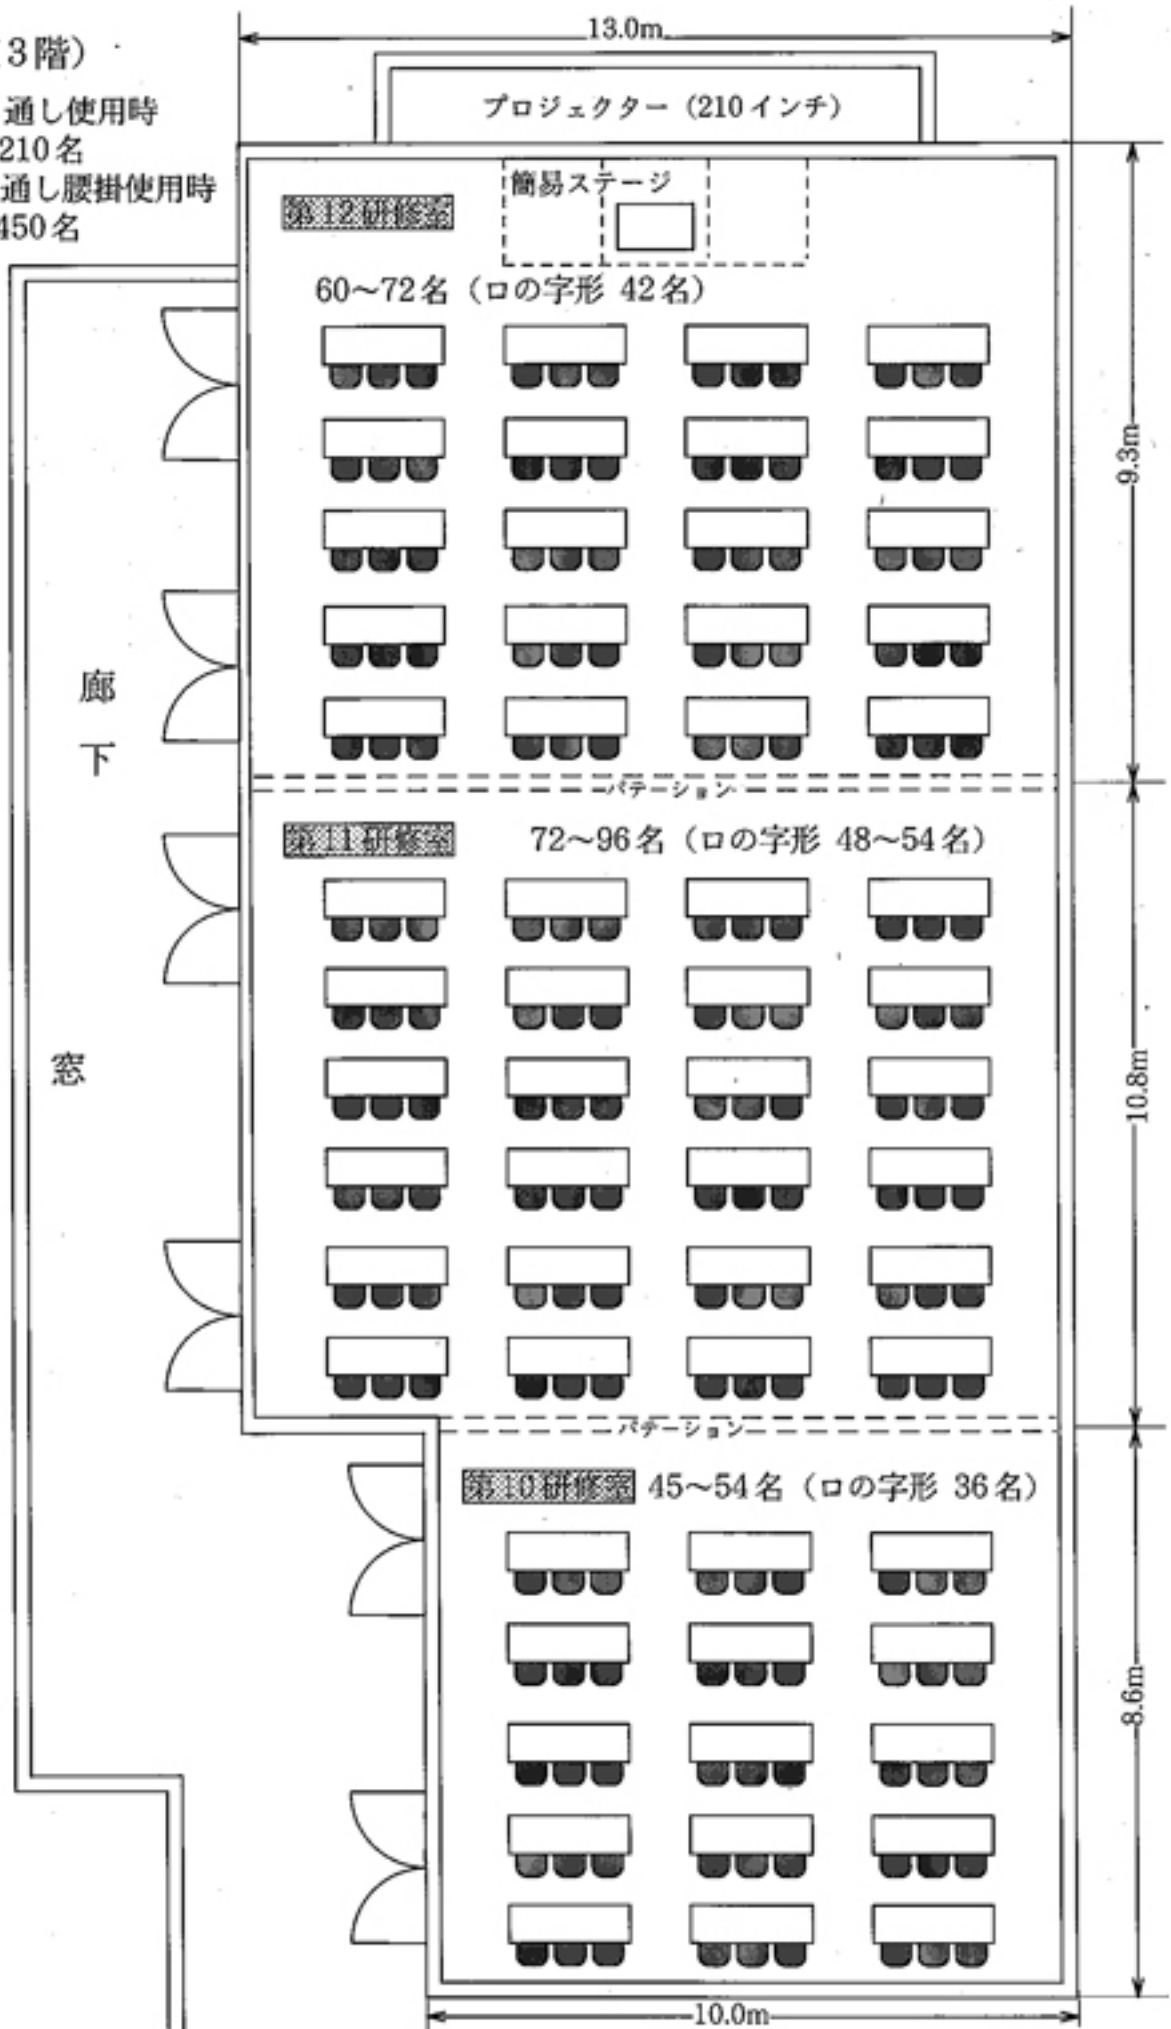 13.0m
3階）
通し使用時
210名
通し腰掛使用時
450名
プロジェクター（210インチ）
簡易ステージ
第12研修室
60～72名（ロの字形 42名）
9.3m
廊下
パテーション
第11研修室
72～96名（ロの字形 48～54名）
窓
10.8m
パテーション
第10研修室
45～54名（ロの字形 36名）
8.6m
10.0m